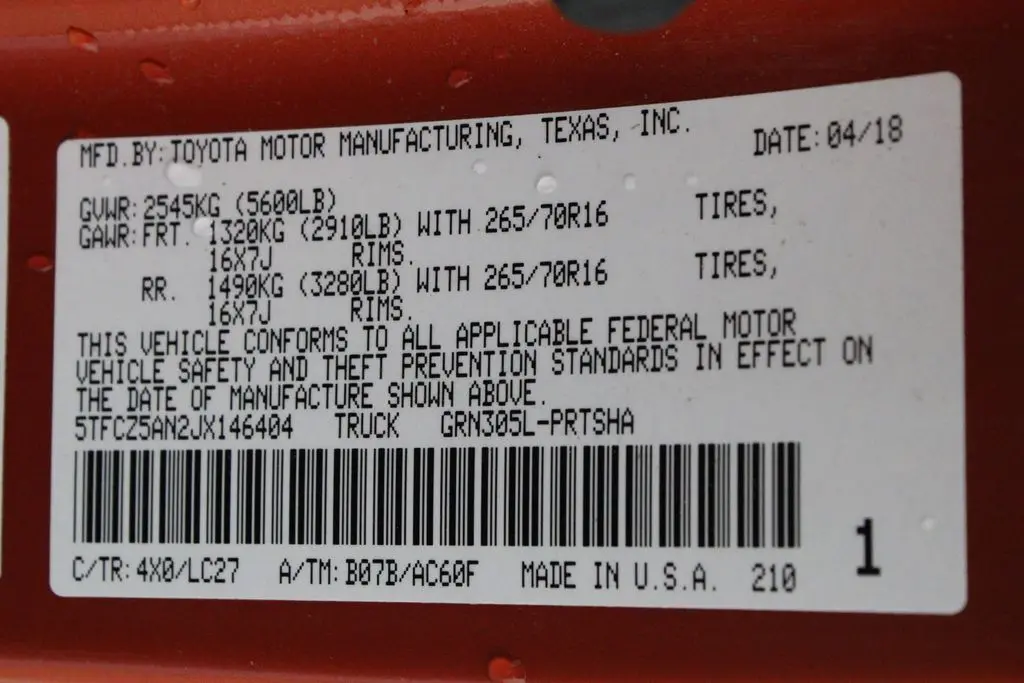 MFD.BY:TOYOTA MOTOR MANUFACTURING, TEXAS, INC. DATE:04/18
GVWR:2545KG (5600LB)
GAWR:FRT. 1320KG (2910LB) WITH 265/70R16 TIRES,
16X7J RIMS.
RR. 1490KG (3280LB) WITH 265/70R16 TIRES,
16X7J RIMS.
THIS VEHICLE CONFORMS TO ALL APPLICABLE FEDERAL MOTOR
VEHICLE SAFETY AND THEFT PREVENTION STANDARDS IN EFFECT ON
THE DATE OF MANUFACTURE SHOWN ABOVE.
5TFCZ5AN2JX146404 TRUCK GRN305L-PRTSHA
C/TR:4X0/LC27 A/TM:B07B/AC60F MADE IN U.S.A. 210
1